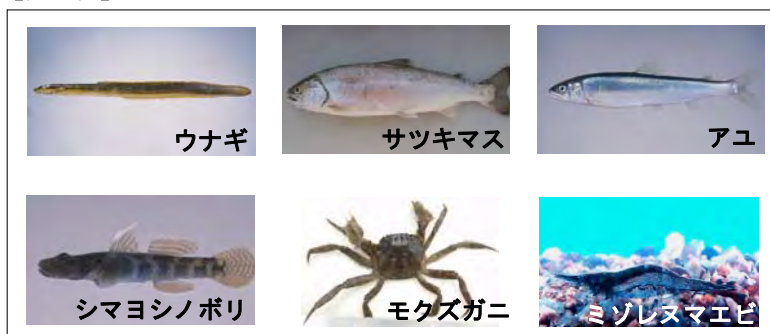 ウナギ
サツキマス
アユ
シマヨシノボリ
モクズガニ
ミゾレヌマエビ